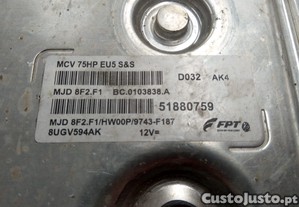 MCV 75HP EU5 S&S
D032 AK4
MJD 8F2.F1 BC.0103838.A
51880759
MJD 8F2.F1/HW00P/9743-F187
8UGV594AK 12V=
FPT
CustoJusto.pt